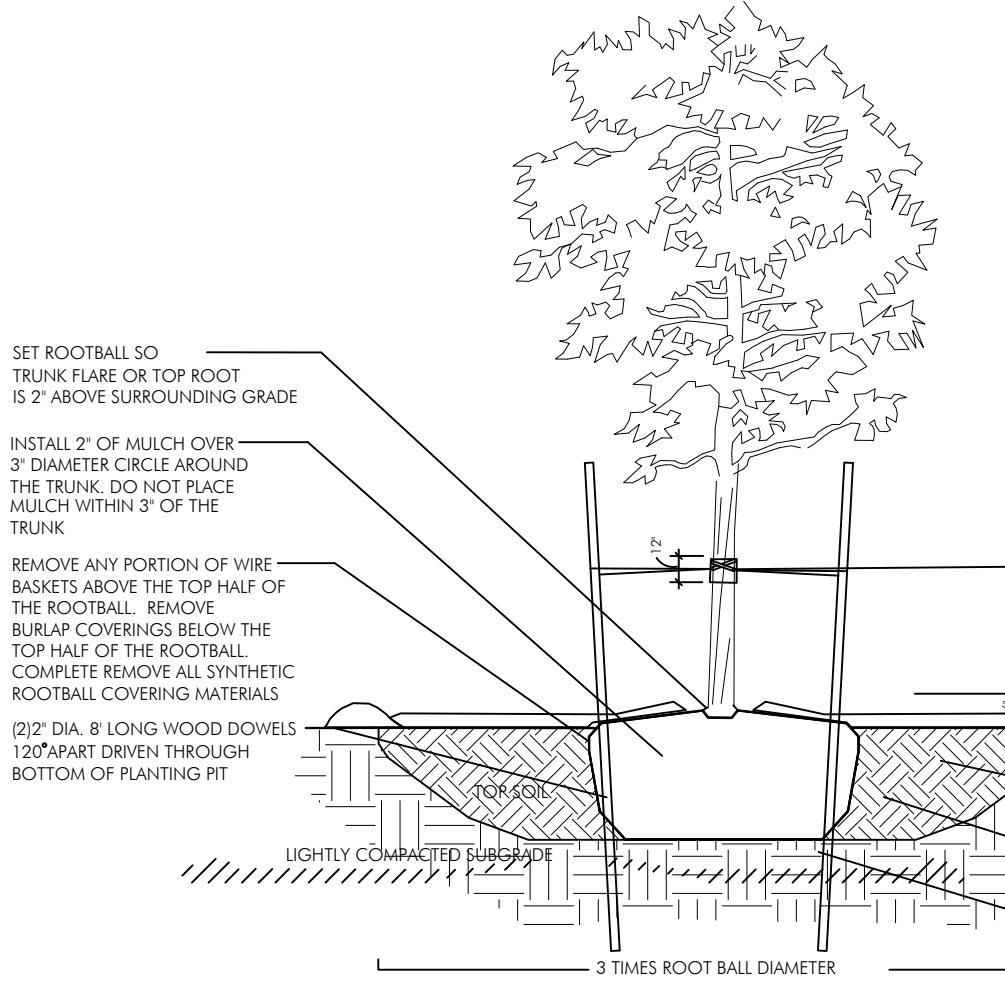 SET ROOTBALL SO
TRUNK FLARE OR TOP ROOT
IS 2" ABOVE SURROUNDING GRADE
INSTALL 2" OF MULCH OVER
3" DIAMETER CIRCLE AROUND
THE TRUNK. DO NOT PLACE
MULCH WITHIN 3" OF THE
TRUNK
12"
REMOVE ANY PORTION OF WIRE
BASKETS ABOVE THE TOP HALF OF
THE ROOTBALL. REMOVE
BURLAP COVERINGS BELOW THE
TOP HALF OF THE ROOTBALL.
COMPLETE REMOVE ALL SYNTHETIC
ROOTBALL COVERING MATERIALS
(2)2" DIA. 8' LONG WOOD DOWELS
120°APART DRIVEN THROUGH
BOTTOM OF PLANTING PIT
TOP SOIL
LIGHTLY COMPACTED SUBGRADE
3 TIMES ROOT BALL DIAMETER